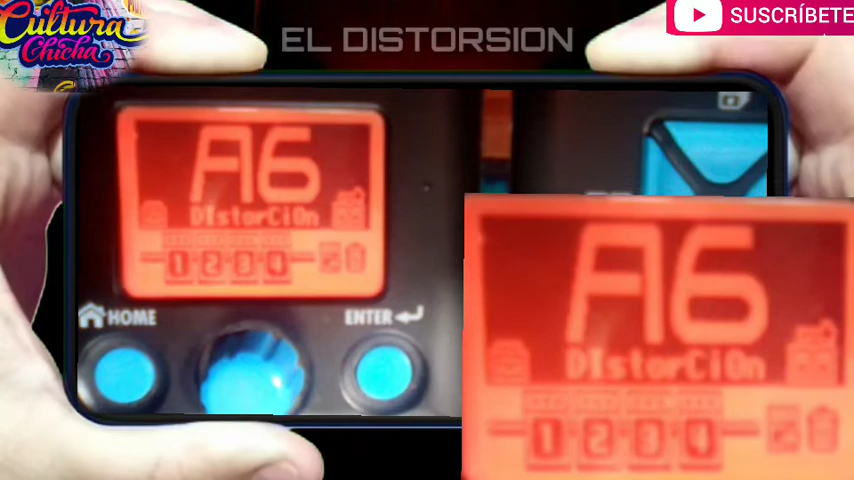 Cultura
Chicha
EL DISTORSION
SUSCRÍBETE
A6
DIstorCiOn
1 2 3 4
HOME
ENTER
A6
DIstorCiOn
1 2 3 4